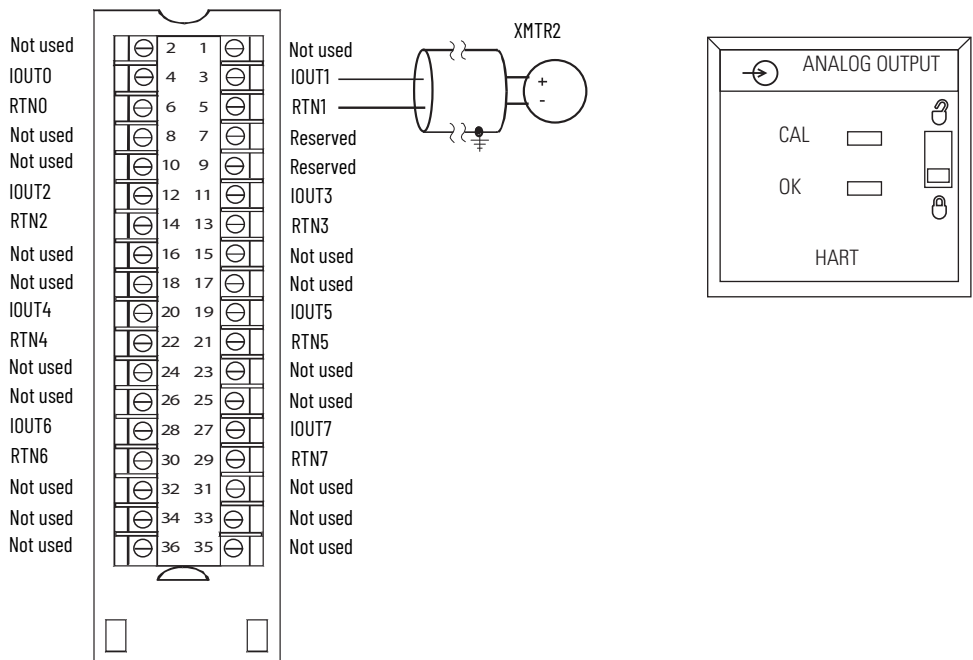 XMTR2
Not used 2 1 Not used
IOUT0 4 3 IOUT1
RTN0 6 5 RTN1
Not used 8 7 Reserved
Not used 10 9 Reserved
IOUT2 12 11 IOUT3
RTN2 14 13 RTN3
Not used 16 15 Not used
Not used 18 17 Not used
IOUT4 20 19 IOUT5
RTN4 22 21 RTN5
Not used 24 23 Not used
Not used 26 25 Not used
IOUT6 28 27 IOUT7
RTN6 30 29 RTN7
Not used 32 31 Not used
Not used 34 33 Not used
Not used 36 35 Not used
+
-
ANALOG OUTPUT
CAL
OK
HART